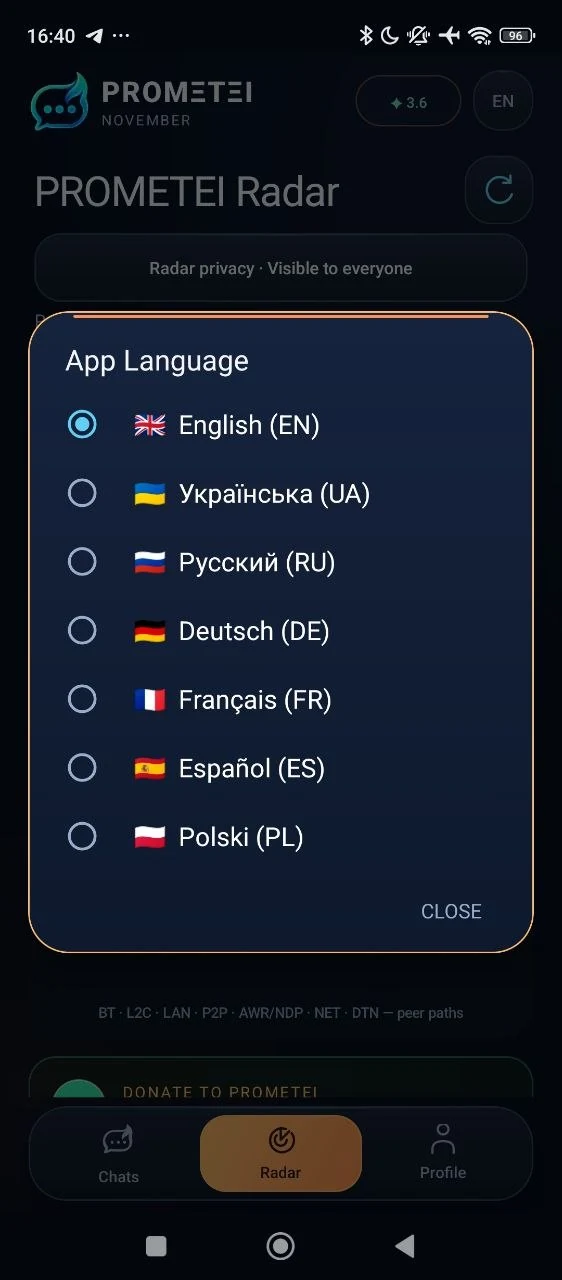 16:40
96
PROMETEI
NOVEMBER
3.6
EN
PROMETEI Radar
Radar privacy · Visible to everyone
App Language
English (EN)
Українська (UA)
Русский (RU)
Deutsch (DE)
Français (FR)
Español (ES)
Polski (PL)
CLOSE
BT · L2C · LAN · P2P · AWR/NDP · NET · DTN — peer paths
DONATE TO PROMETEI
Chats
Radar
Profile